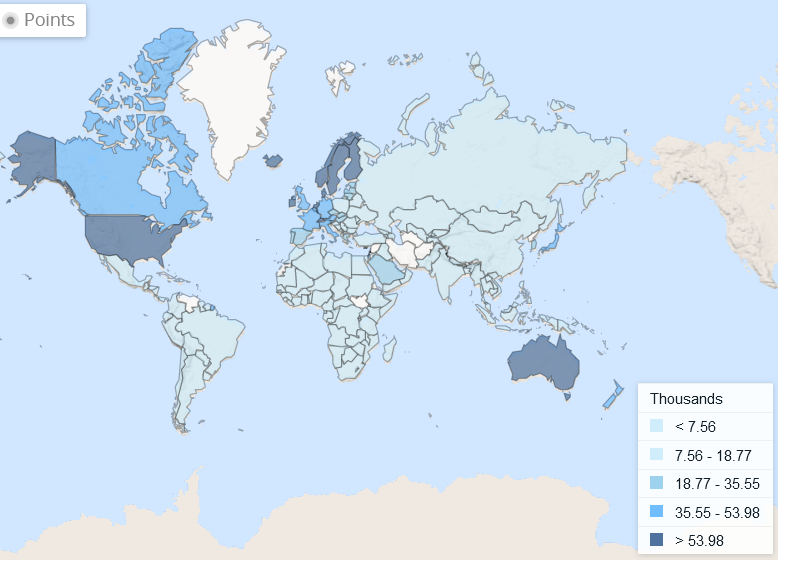 Points
Thousands
< 7.56
7.56 - 18.77
18.77 - 35.55
35.55 - 53.98
> 53.98